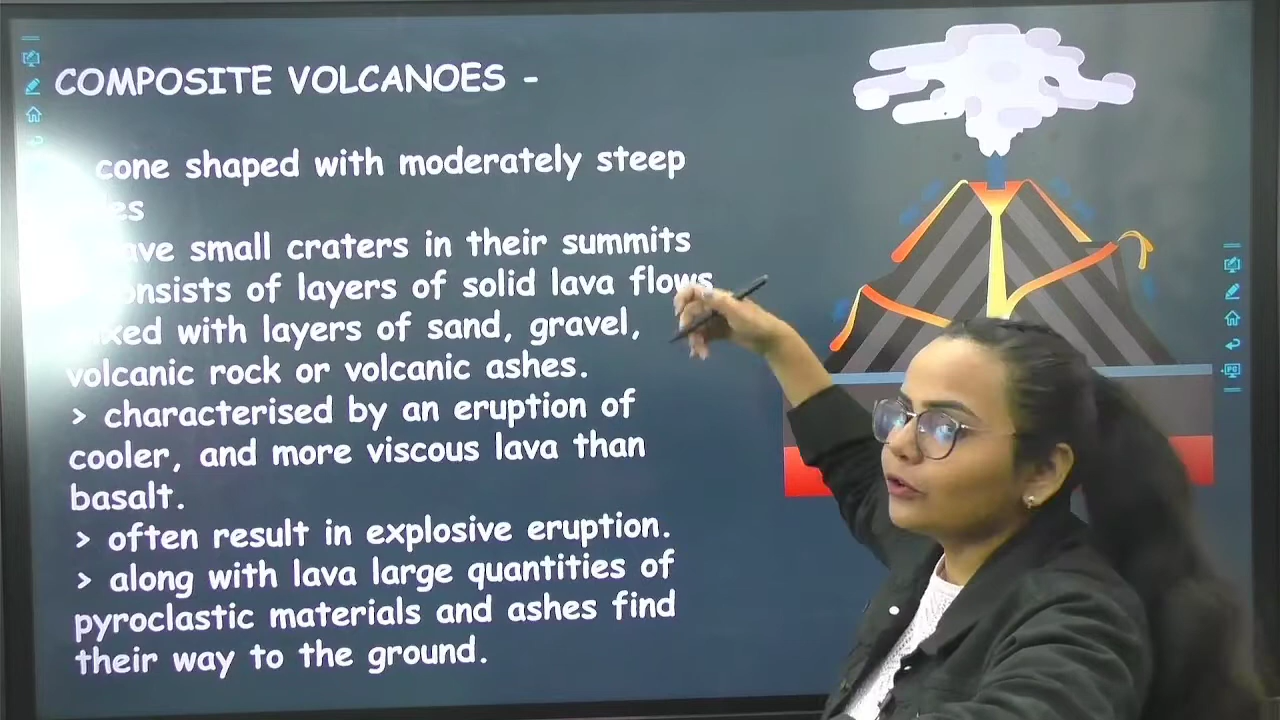 COMPOSITE VOLCANOES -
cone shaped with moderately steep
small craters in their summits
of layers of solid lava flows
with layers of sand, gravel,
volcanic rock or volcanic ashes.
> characterised by an eruption of
cooler, and more viscous lava than
basalt.
> often result in explosive eruption.
> along with lava large quantities of
pyroclastic materials and ashes find
their way to the ground.